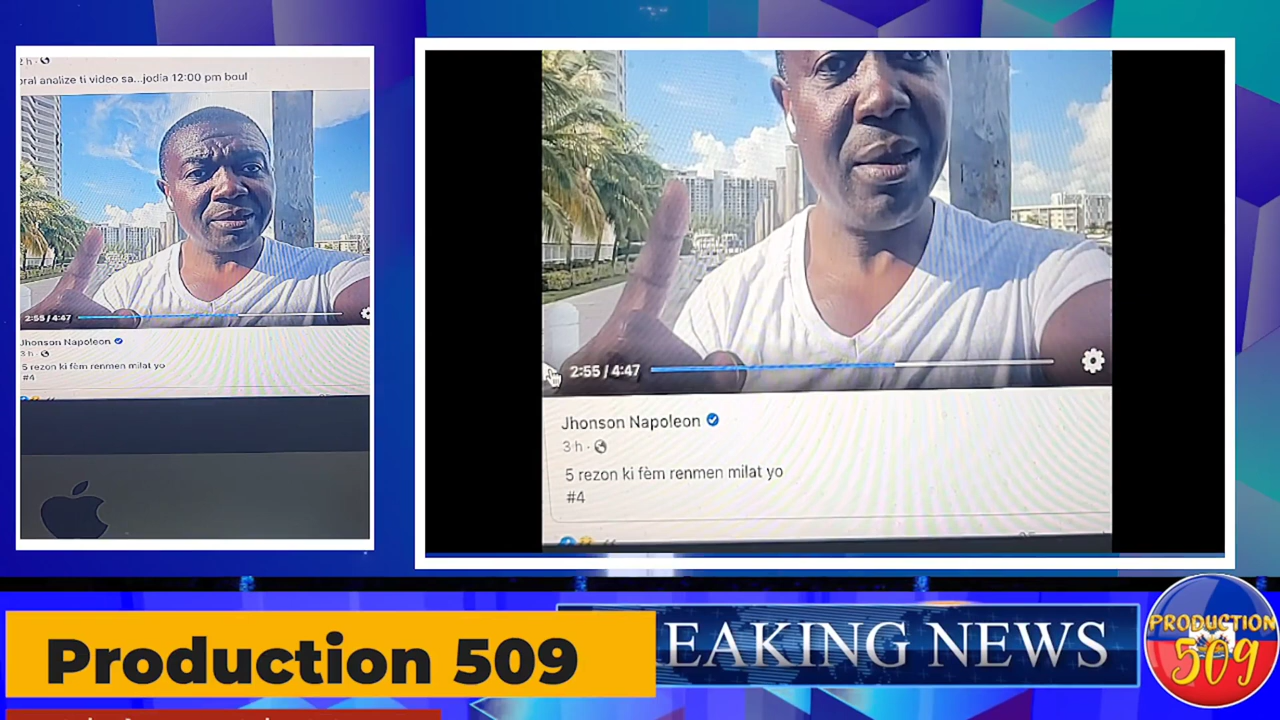 2 h ·
oral analize ti video sa...jodia 12:00 pm boul
2:55 / 4:47
Jhonson Napoleon
3 h ·
5 rezon ki fèm renmen milat yo
#4
2:55 / 4:47
Jhonson Napoleon
3 h ·
5 rezon ki fèm renmen milat yo
#4
Production 509
EAKING NEWS
PRODUCTION
509